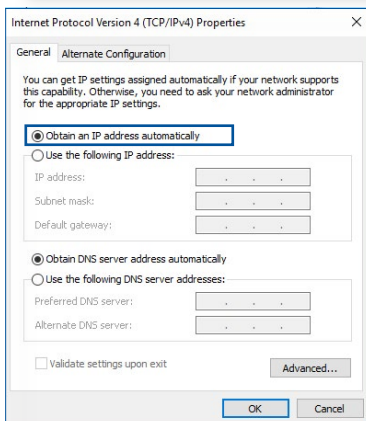 Internet Protocol Version 4 (TCP/IPv4) Properties
General
Alternate Configuration
You can get IP settings assigned automatically if your network supports
this capability. Otherwise, you need to ask your network administrator
for the appropriate IP settings.
Obtain an IP address automatically
Use the following IP address:
IP address:
Subnet mask:
Default gateway:
Obtain DNS server address automatically
Use the following DNS server addresses:
Preferred DNS server:
Alternate DNS server:
Validate settings upon exit
Advanced...
OK
Cancel